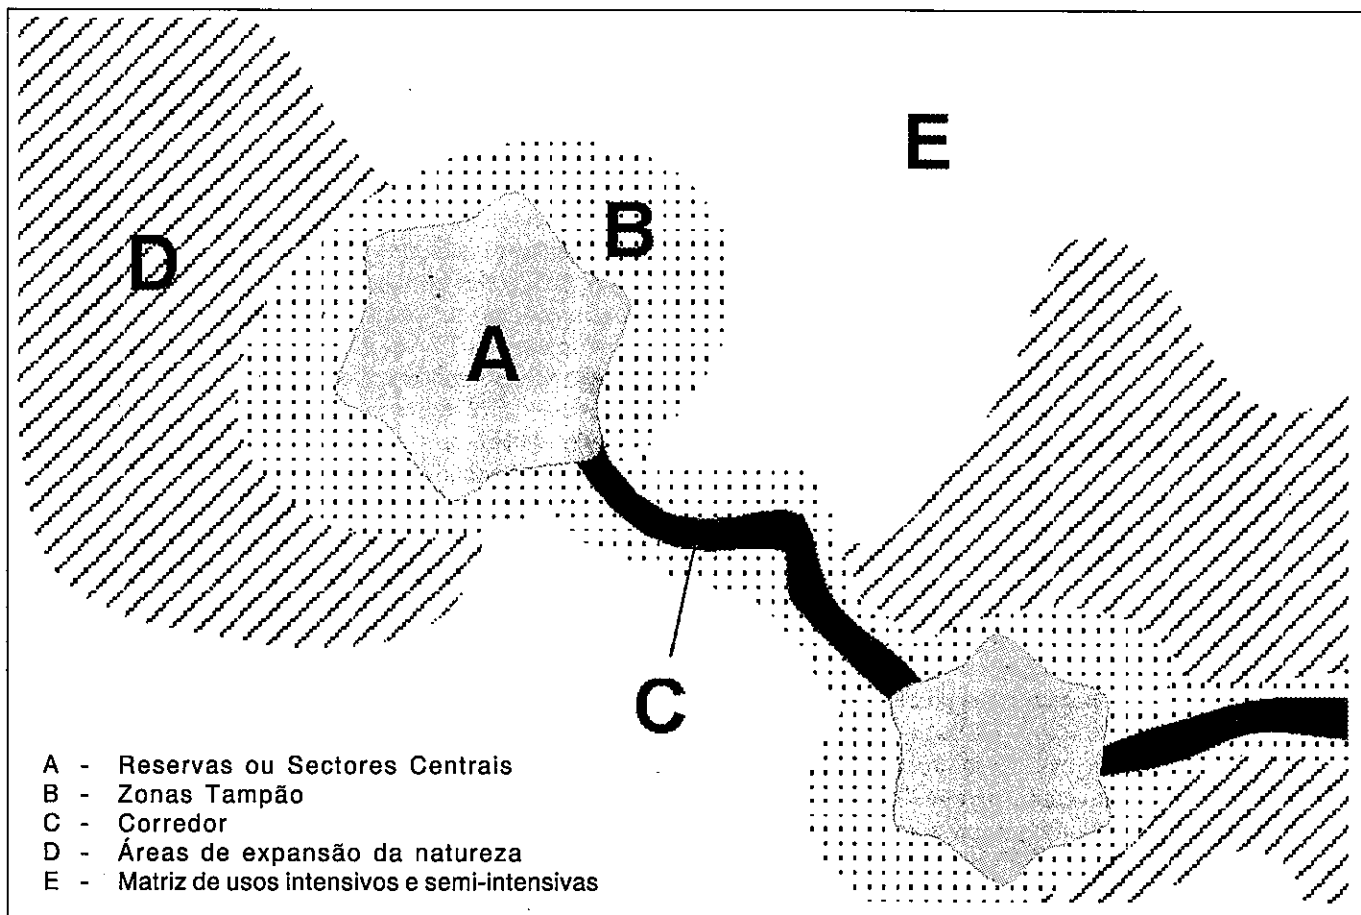 E
B
D
A
C
A - Reservas ou Sectores Centrais
B - Zonas Tampão
C - Corredor
D - Áreas de expansão da natureza
E - Matriz de usos intensivos e semi-intensivas